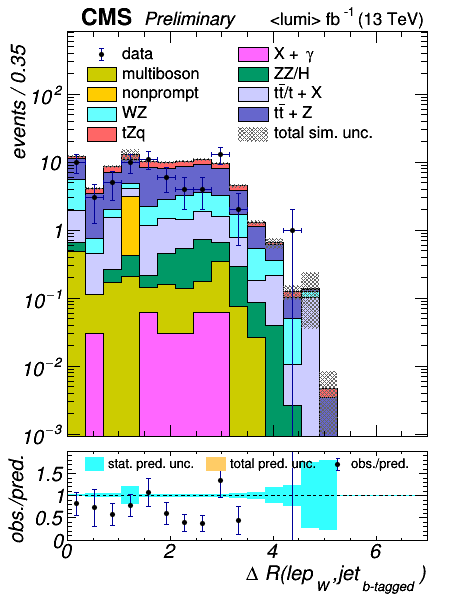 CMS Preliminary <lumi> fb⁻¹ (13 TeV)
events / 0.35
data
multiboson
nonprompt
WZ
tZq
X + γ
ZZ/H
tt̄/t + X
tt̄ + Z
total sim. unc.
10²
10
1
10⁻¹
10⁻²
10⁻³
stat. pred. unc. total pred. unc. obs./pred.
obs./pred.
1.5
1
0.5
0
0 2 4 6
Δ R(lep_W,jet_b-tagged)